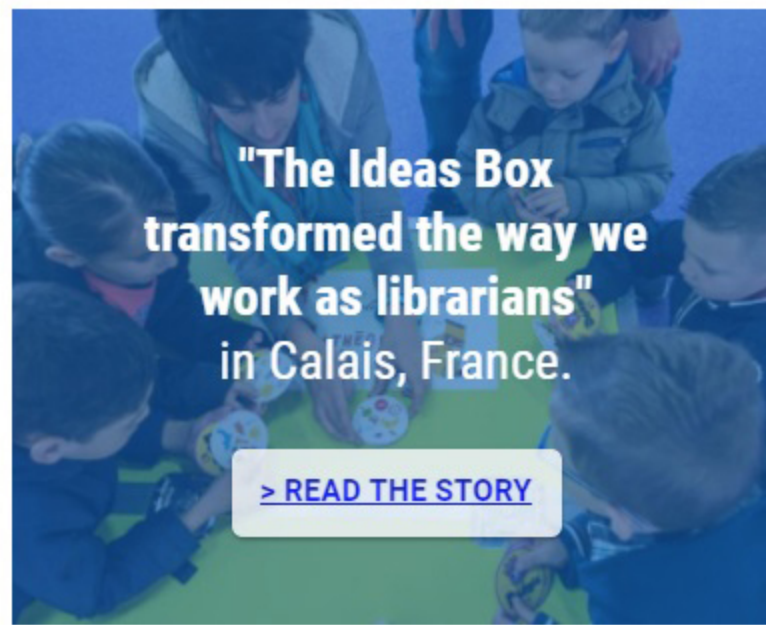 "The Ideas Box
transformed the way we
work as librarians"
in Calais, France.
> READ THE STORY